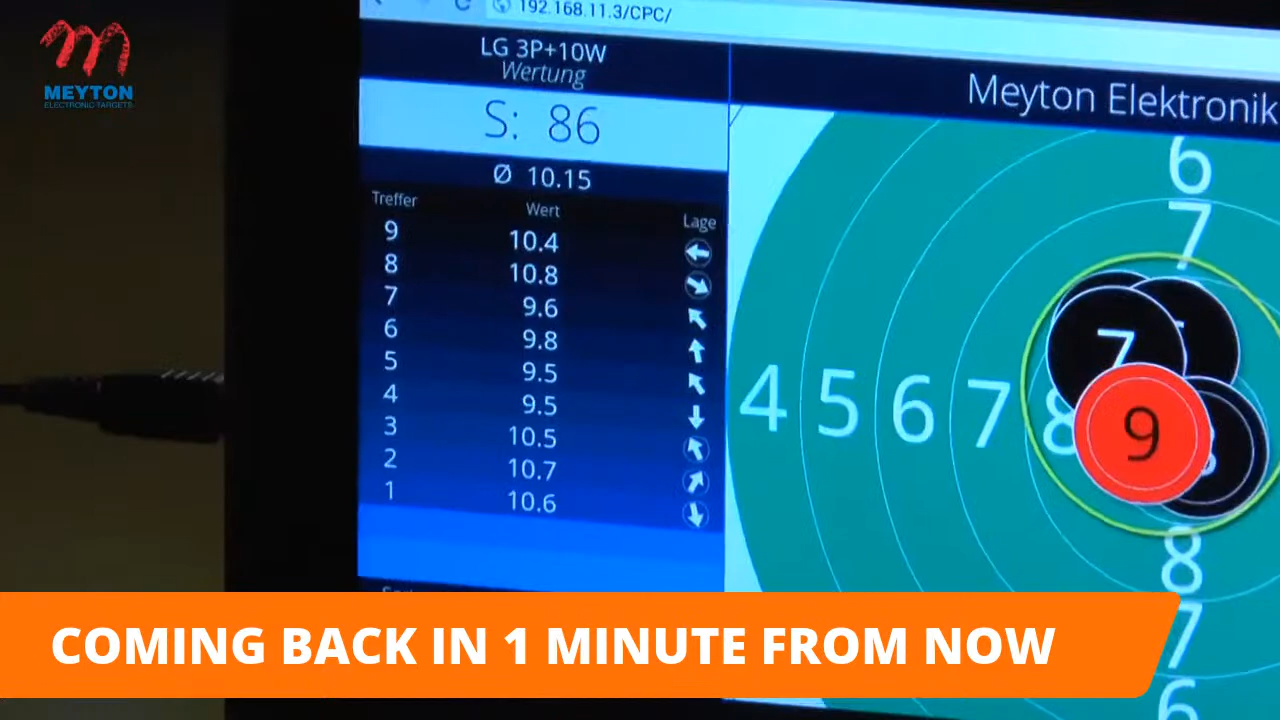 MEYTON
ELECTRONIC TARGETS
192.168.11.3/CPC/
LG 3P+10W
Wertung
S: 86
Ø 10.15
Treffer Wert Lage
9 10.4
8 10.8
7 9.6
6 9.8
5 9.5
4 9.5
3 10.5
2 10.7
1 10.6
Meyton Elektronik
6
7
7
4 5 6 7 8 9
8
7
6
COMING BACK IN 1 MINUTE FROM NOW